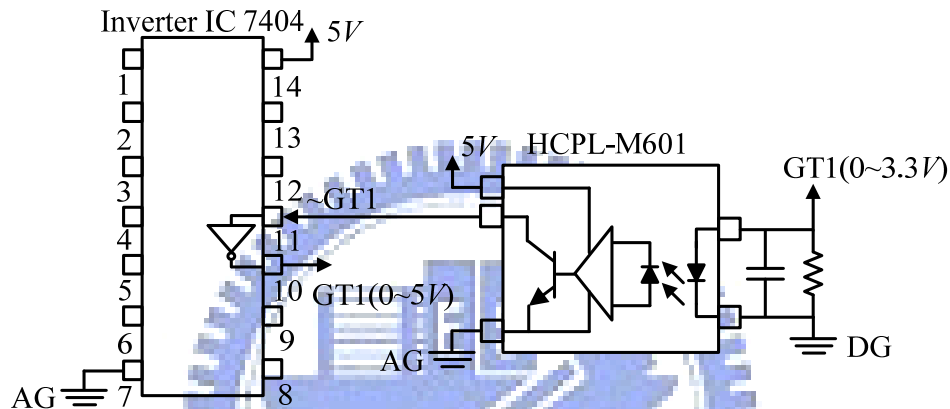 Inverter IC 7404
5V
1
14
2
13
3
12
4
11
5
10
6
9
7
8
~GT1
GT1(0~5V)
AG
HCPL-M601
5V
AG
GT1(0~3.3V)
DG